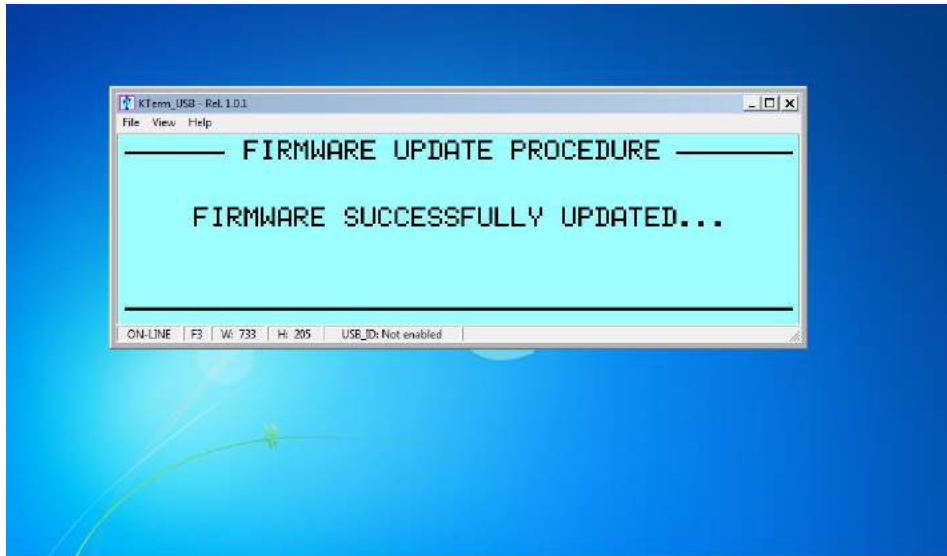 KTerm_USB - Rel. 1.0.1
File View Help
FIRMWARE UPDATE PROCEDURE
FIRMWARE SUCCESSFULLY UPDATED...
ON-LINE F3 W: 733 H: 205 USB_ID: Not enabled